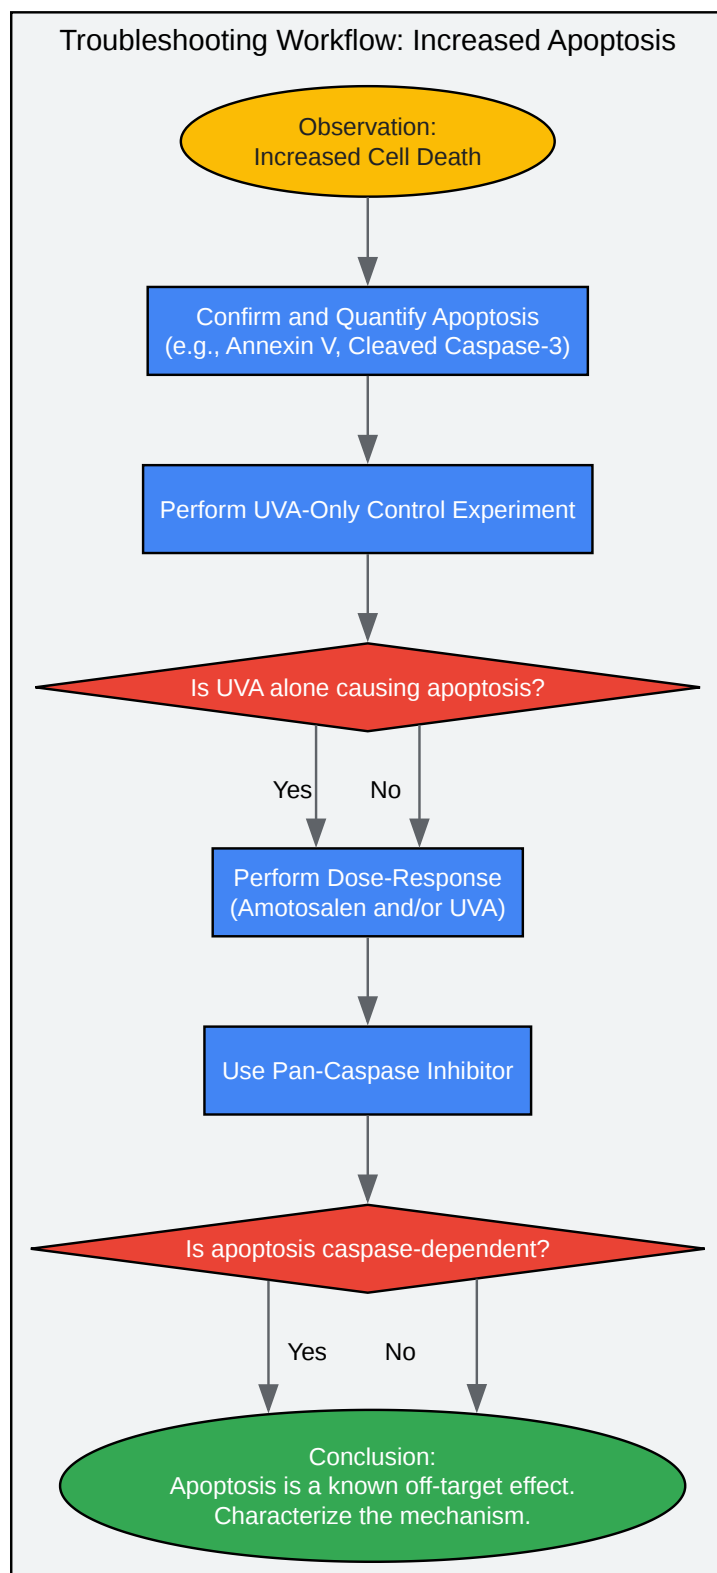 Troubleshooting Workflow: Increased Apoptosis
Observation:
Increased Cell Death
Confirm and Quantify Apoptosis
(e.g., Annexin V, Cleaved Caspase-3)
Perform UVA-Only Control Experiment
Is UVA alone causing apoptosis?
Yes
No
Perform Dose-Response
(Amotosalen and/or UVA)
Use Pan-Caspase Inhibitor
Is apoptosis caspase-dependent?
Yes
No
Conclusion:
Apoptosis is a known off-target effect.
Characterize the mechanism.